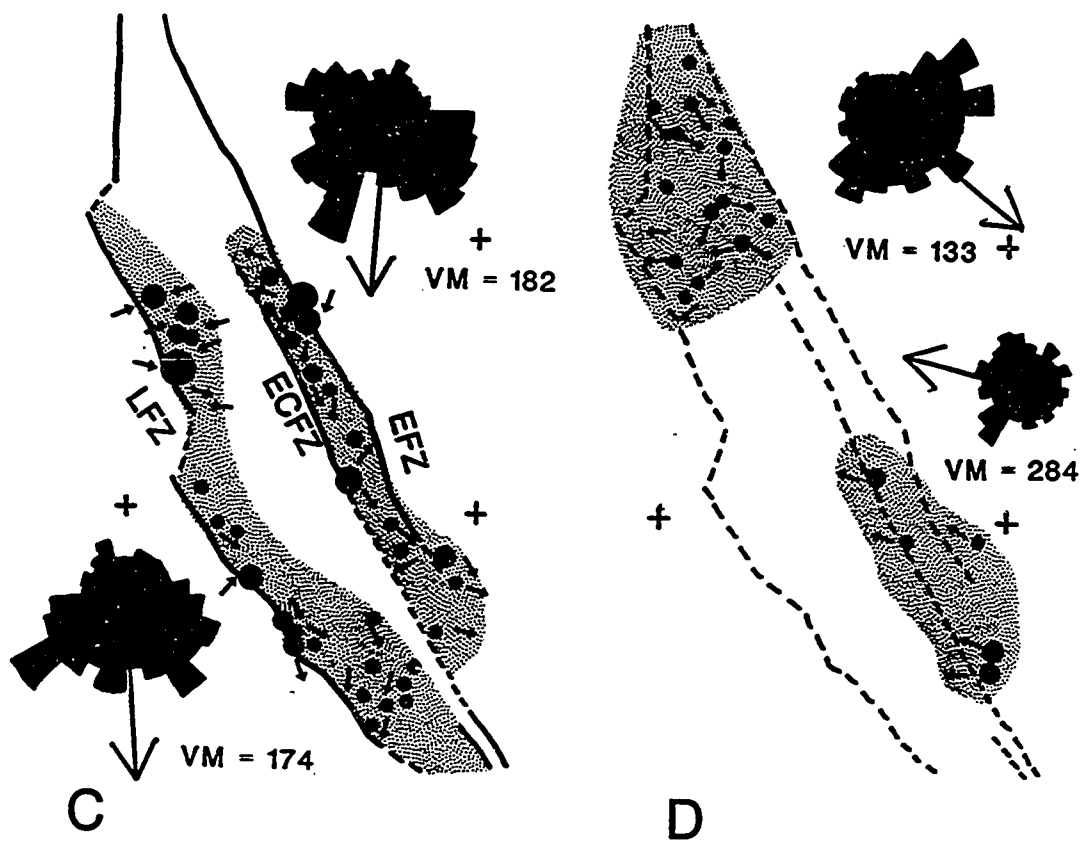 VM = 182
VM = 133
LFZ
ECFZ
EFZ
VM = 284
VM = 174
C
D